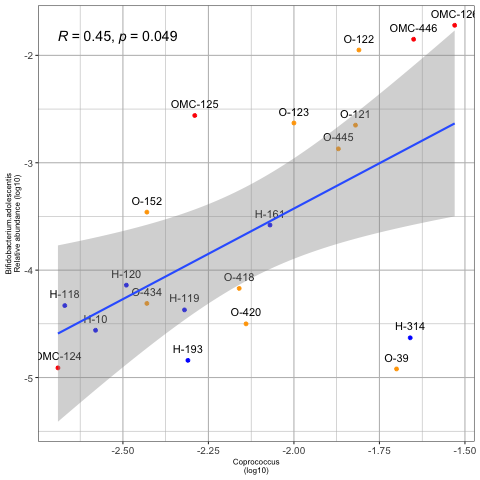 OMC-126
OMC-446
R = 0.45, p = 0.049
O-122
-2
OMC-125
O-123
O-121
O-445
-3
O-152
H-161
-4
H-120
O-418
H-118
O-434
H-119
H-10
O-420
H-314
H-193
OMC-124
O-39
-5
Bifidobacterium.adolescentis
Relative abundante (log10)
-2.50
-2.25
-2.00
-1.75
-1.50
Coprococcus
(log10)